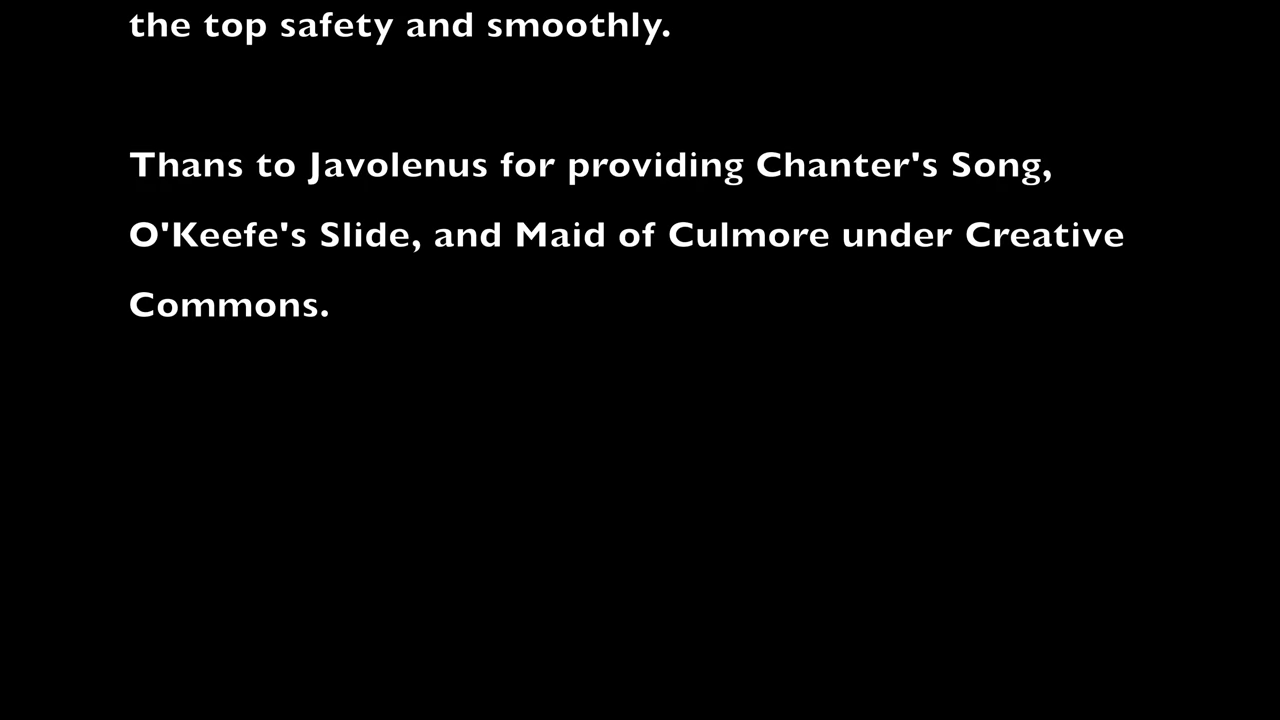 the top safety and smoothly.
Thans to Javolenus for providing Chanter's Song,
O'Keefe's Slide, and Maid of Culmore under Creative
Commons.